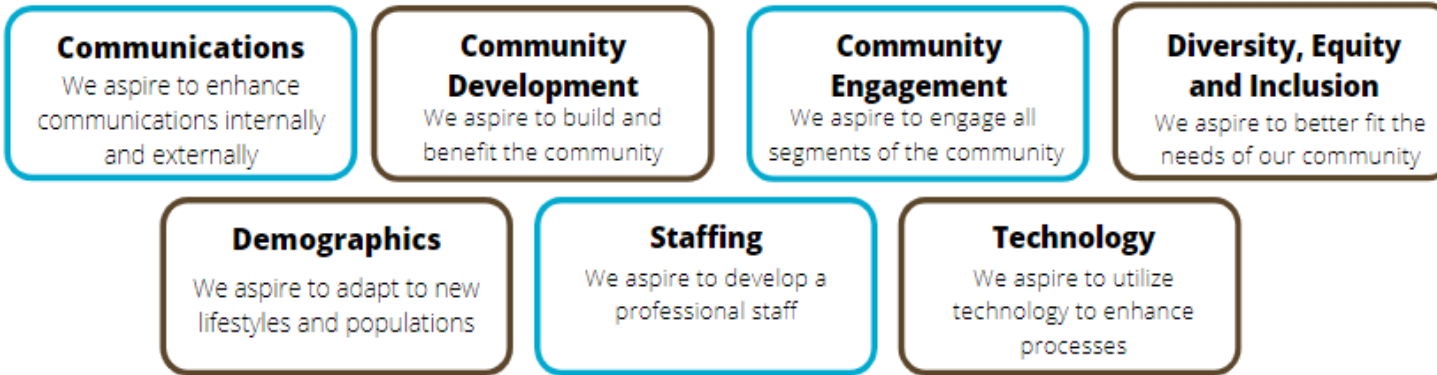 Communications
We aspire to enhance
communications internally
and externally
Community
Development
We aspire to build and
benefit the community
Community
Engagement
We aspire to engage all
segments of the community
Diversity, Equity
and Inclusion
We aspire to better fit the
needs of our community
Demographics
We aspire to adapt to new
lifestyles and populations
Staffing
We aspire to develop a
professional staff
Technology
We aspire to utilize
technology to enhance
processes